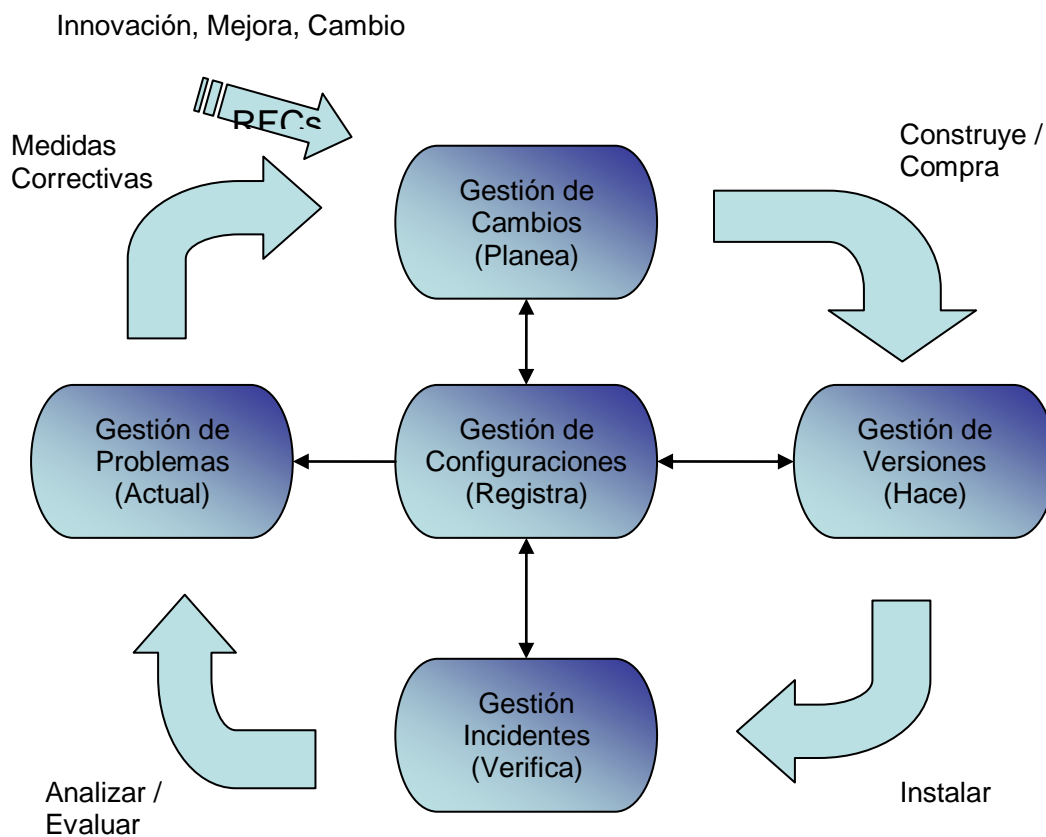 Innovación, Mejora, Cambio
RFCs
Medidas
Correctivas
Construye /
Compra
Gestión de
Cambios
(Planea)
Gestión de
Problemas
(Actual)
Gestión de
Configuraciones
(Registra)
Gestión de
Versiones
(Hace)
Gestión
Incidentes
(Verifica)
Analizar /
Evaluar
Instalar